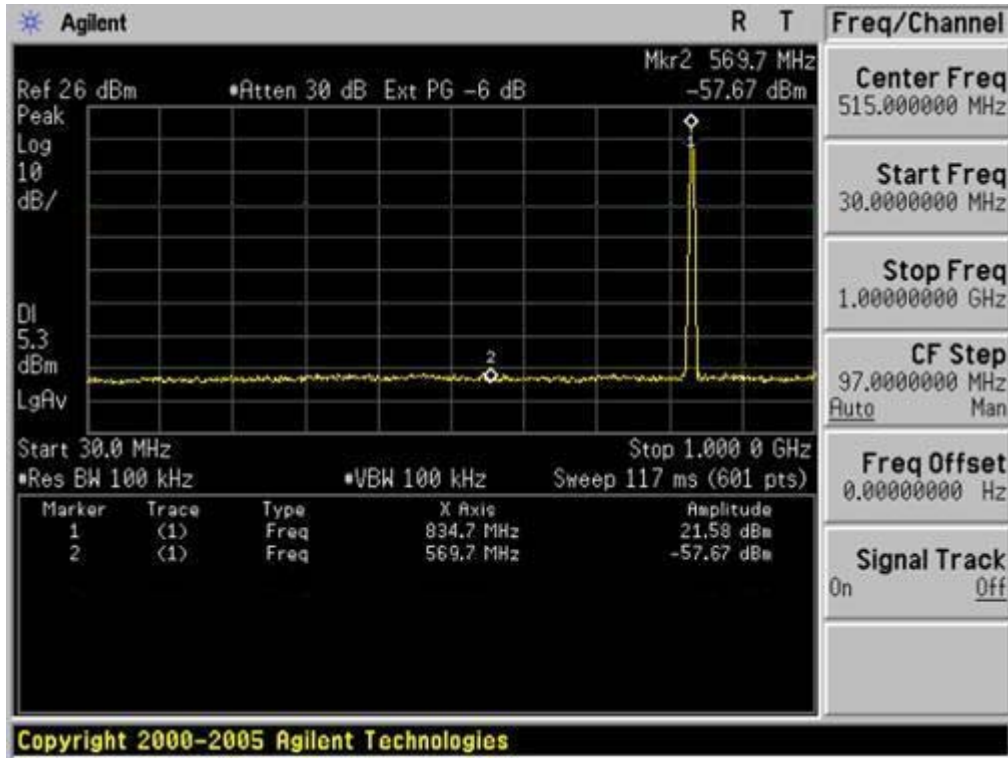 Agilent
R T
Freq/Channel
Mkr2 569.7 MHz
Ref 26 dBm
•Atten 30 dB
Ext PG -6 dB
-57.67 dBm
Peak
Log
10
dB/
1
DI
5.3
dBm
2
LgAv
Start 30.0 MHz
Stop 1.000 0 GHz
•Res BW 100 kHz
•VBW 100 kHz
Sweep 117 ms (601 pts)
Marker Trace Type X Axis Amplitude
1 (1) Freq 834.7 MHz 21.58 dBm
2 (1) Freq 569.7 MHz -57.67 dBm
Center Freq
515.000000 MHz
Start Freq
30.0000000 MHz
Stop Freq
1.00000000 GHz
CF Step
97.0000000 MHz
Auto Man
Freq Offset
0.00000000 Hz
Signal Track
On Off
Copyright 2000-2005 Agilent Technologies